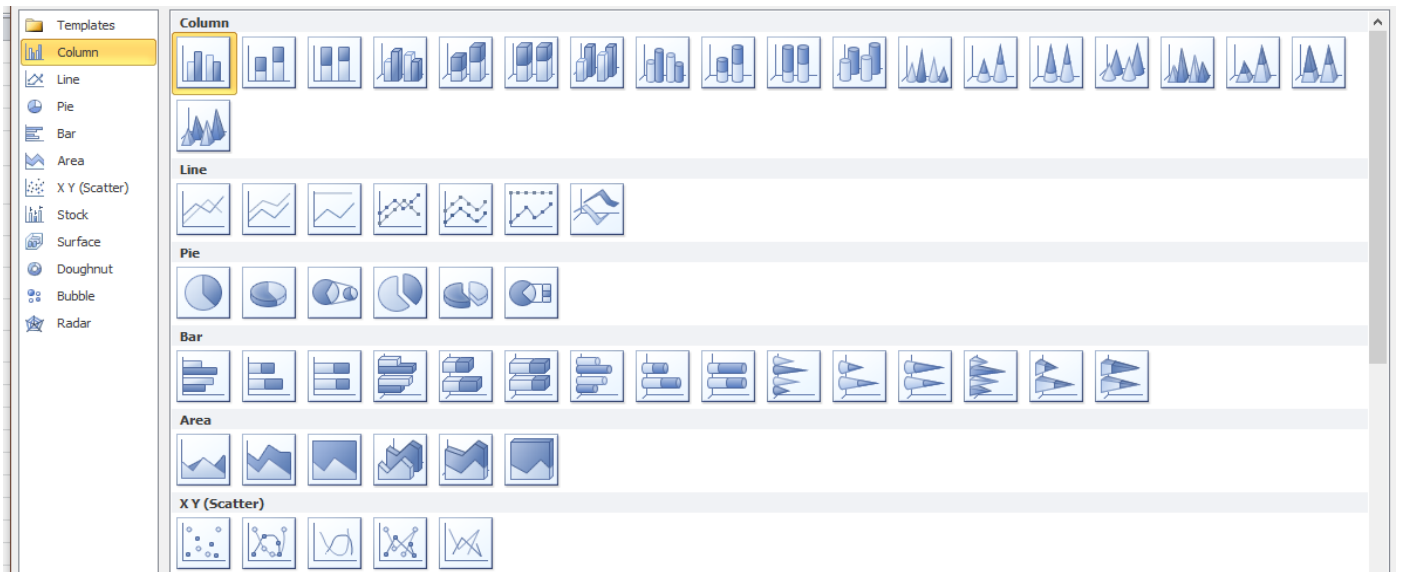 Templates
Column
Line
Pie
Bar
Area
X Y (Scatter)
Stock
Surface
Doughnut
Bubble
Radar
Column
Line
Pie
Bar
Area
X Y (Scatter)